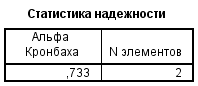 Статистика надежности
Альфа
Кронбаха
N элементов
,733
2